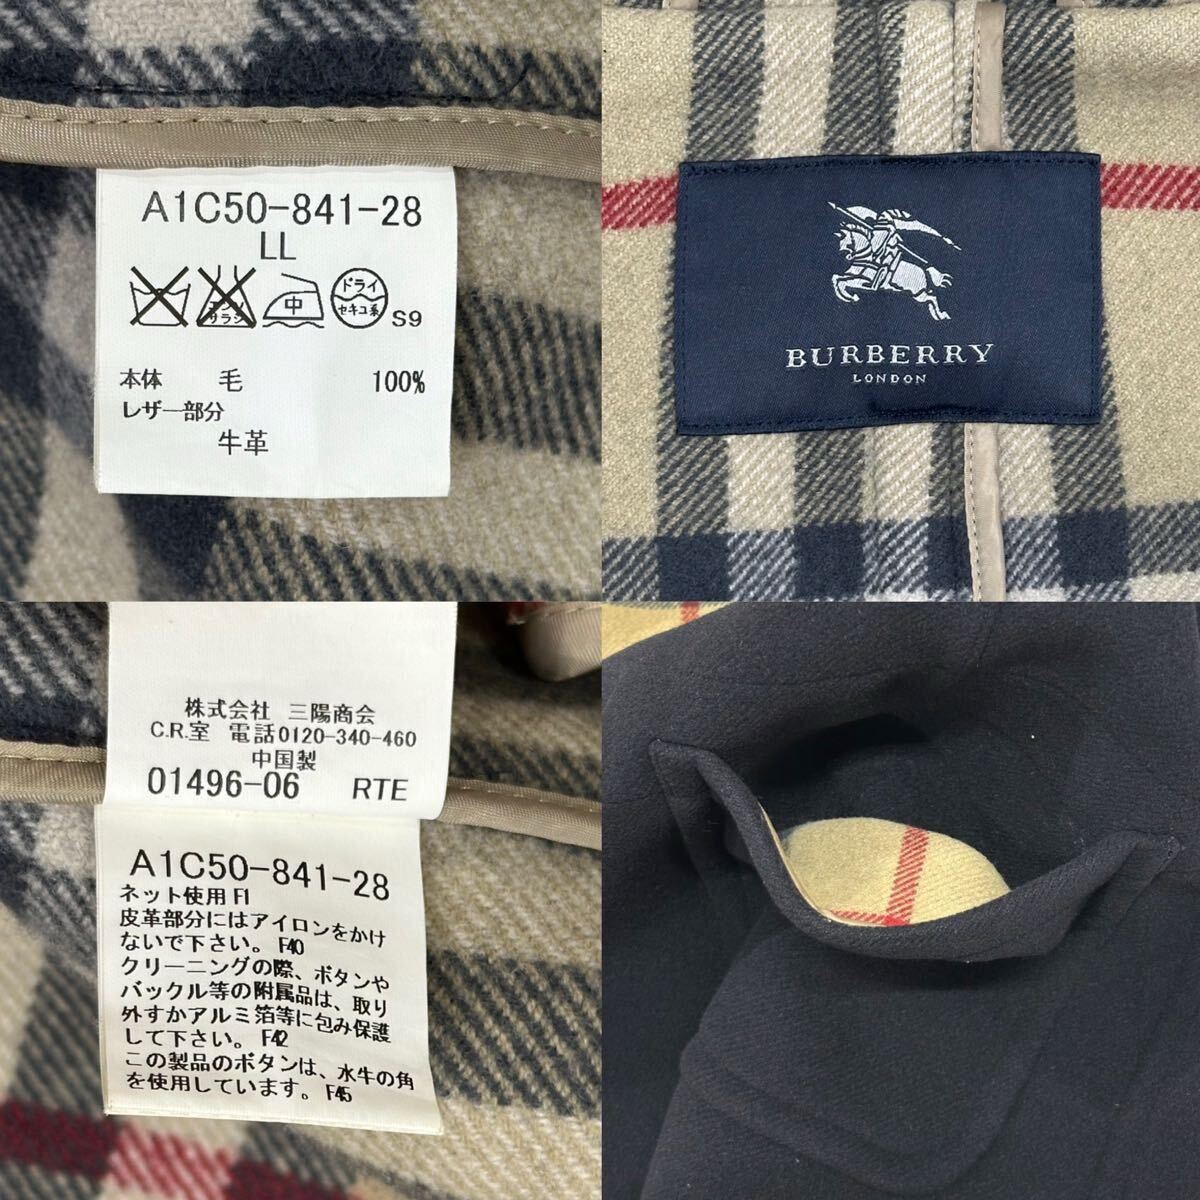 A1C50-841-28
LL
エンソ
サラシ
中
ドライ
セキユ系
S9
本体 毛 100%
レザー部分
牛革
BURBERRY
LONDON
株式会社 三陽商会
C.R.室 電話0120-340-460
中国製
01496-06 RTE
A1C50-841-28
ネット使用 F1
皮革部分にはアイロンをかけ
ないで下さい。 F40
クリーニングの際、ボタンや
バックル等の附属品は、取り
外すかアルミ箔等に包み保護
して下さい。 F42
この製品のボタンは、水牛の角
を使用しています。 F45